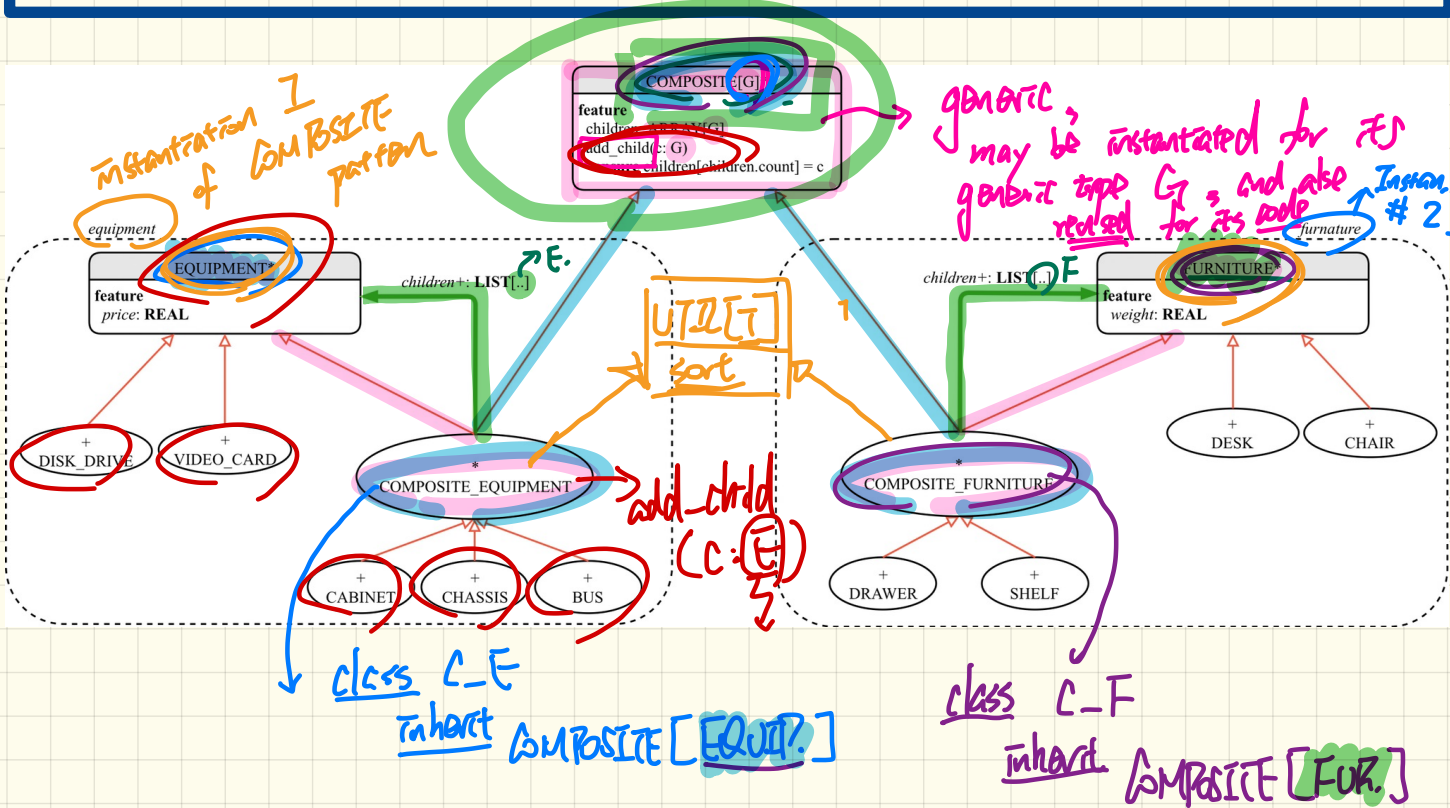 COMPOSITE[G]
feature
children: ARRAY[G]
add_child(c: G)
children[children.count] = c
instantiation 1
of COMPOSITE
pattern
generic,
may be instantiated for its
generic type G, and also
reused for its code
Instan.
# 2
equipment
furnature
EQUIPMENT*
feature
price: REAL
children+: LIST[..]
E.
UTIL[T]
sort
children+: LIST[..]
F
FURNITURE*
feature
weight: REAL
+
DISK_DRIVE
+
VIDEO_CARD
*
COMPOSITE_EQUIPMENT
*
COMPOSITE_FURNITURE
+
DESK
+
CHAIR
add_child
(c: E)
+
CABINET
+
CHASSIS
+
BUS
+
DRAWER
+
SHELF
class C_E
inherit COMPOSITE[EQUIP.]
class C_F
inherit COMPOSITE[FUR.]